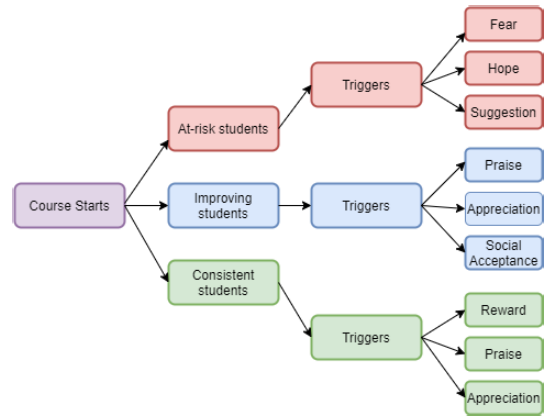 Fear
Triggers
Hope
Suggestion
At-risk students
Course Starts
Improving
students
Triggers
Praise
Appreciation
Social
Acceptance
Consistent
students
Triggers
Reward
Praise
Appreciation